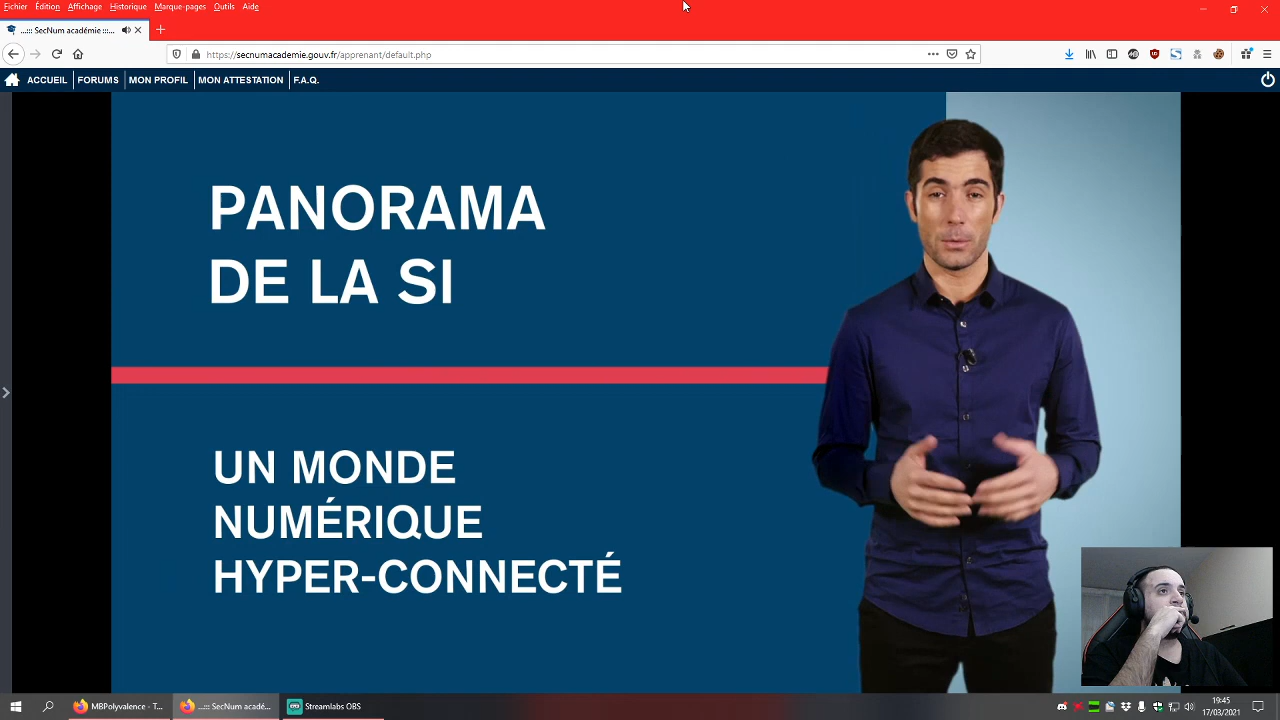 Fichier Édition Affichage Historique Marque-pages Outils Aide
...:: SecNum académie :::...
https://secnumacademie.gouv.fr/apprenant/default.php
ACCUEIL FORUMS MON PROFIL MON ATTESTATION F.A.Q.
PANORAMA
DE LA SI
UN MONDE
NUMÉRIQUE
HYPER-CONNECTÉ
MBPolyvalence - T... ...:: SecNum acadé... Streamlabs OBS
19:45
17/03/2021